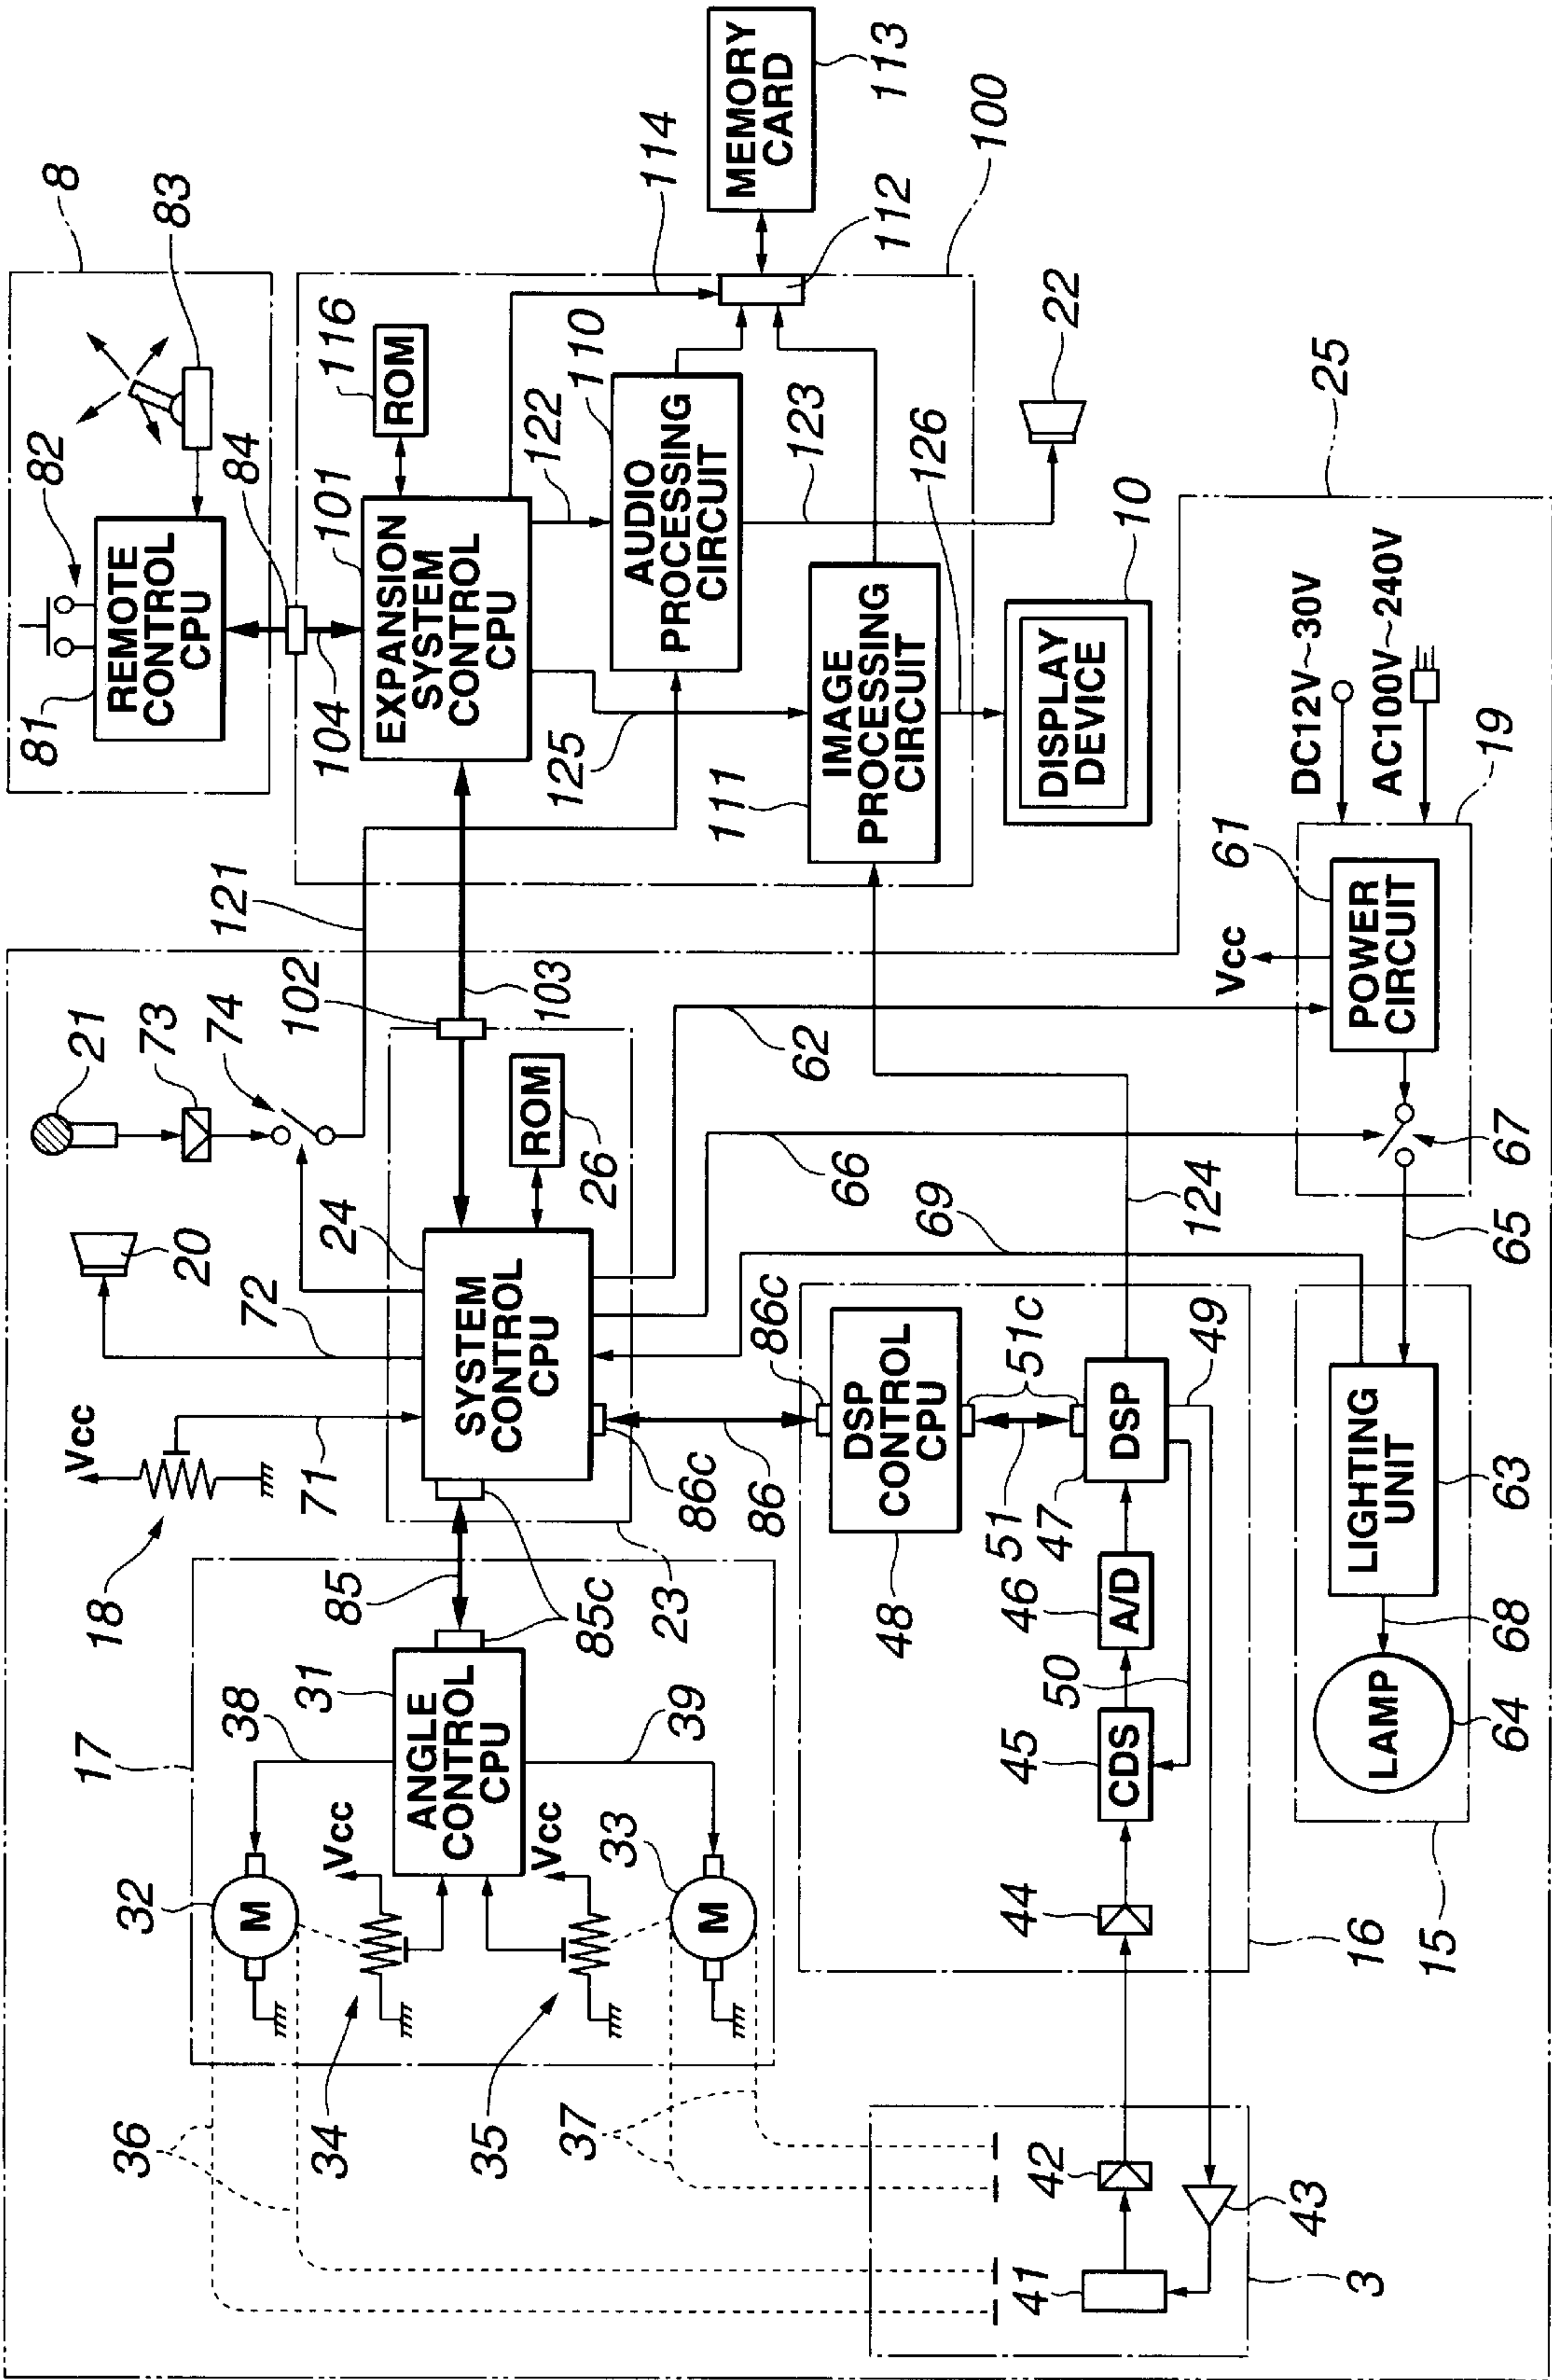 8
81
82
83
REMOTE
CONTROL
CPU
84
104
101
116
EXPANSION
SYSTEM
CONTROL
CPU
ROM
122
110
114
125
AUDIO
PROCESSING
CIRCUIT
112
MEMORY
CARD
113
123
111
IMAGE
PROCESSING
CIRCUIT
126
22
100
DISPLAY
DEVICE
10
25
20
21
73
74
121
102
103
18
Vcc
71
72
24
SYSTEM
CONTROL
CPU
ROM
26
23
17
32
38
31
85
85c
M
Vcc
ANGLE
CONTROL
CPU
36
34
35
37
Vcc
33
39
M
86c
86
86c
62
66
69
48
DSP
CONTROL
CPU
51
51c
44
45
50
46
47
CDS
A/D
DSP
49
124
16
41
42
43
3
Vcc
61
DC12V~30V
AC100V~240V
POWER
CIRCUIT
19
67
65
LAMP
LIGHTING
UNIT
64
68
63
15